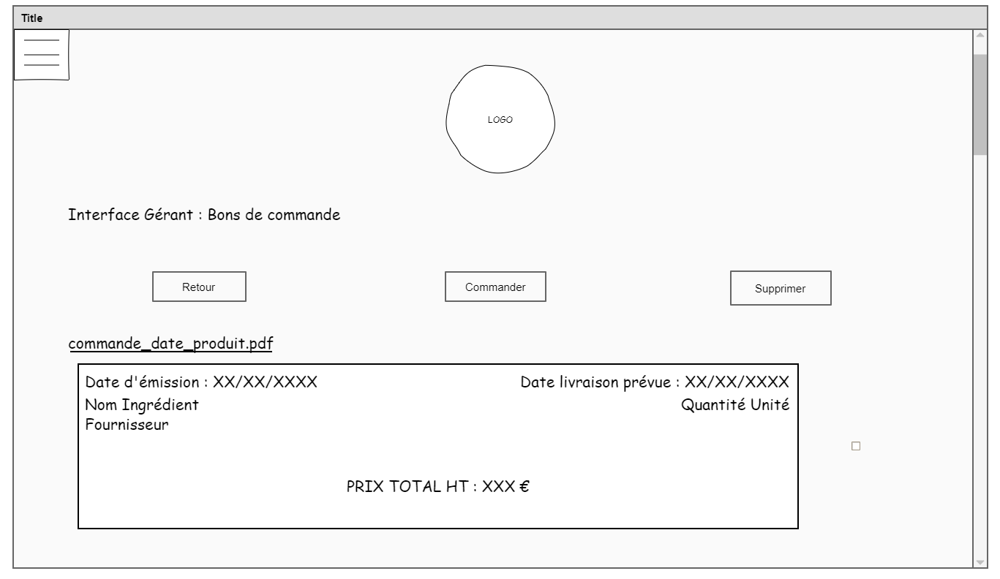 Title
LOGO
Interface Gérant : Bons de commande
Retour
Commander
Supprimer
commande_date_produit.pdf
Date d'émission : XX/XX/XXXX
Date livraison prévue : XX/XX/XXXX
Nom Ingrédient
Quantité Unité
Fournisseur
PRIX TOTAL HT : XXX €